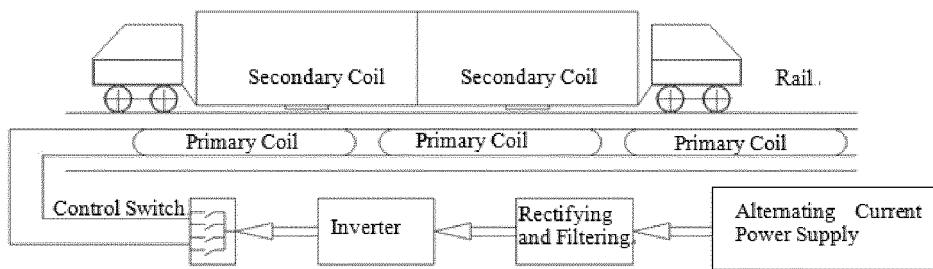 Secondary Coil Secondary Coil Rail
Primary Coil Primary Coil Primary Coil
Control Switch
Inverter
Rectifying
and Filtering
Alternating Current
Power Supply